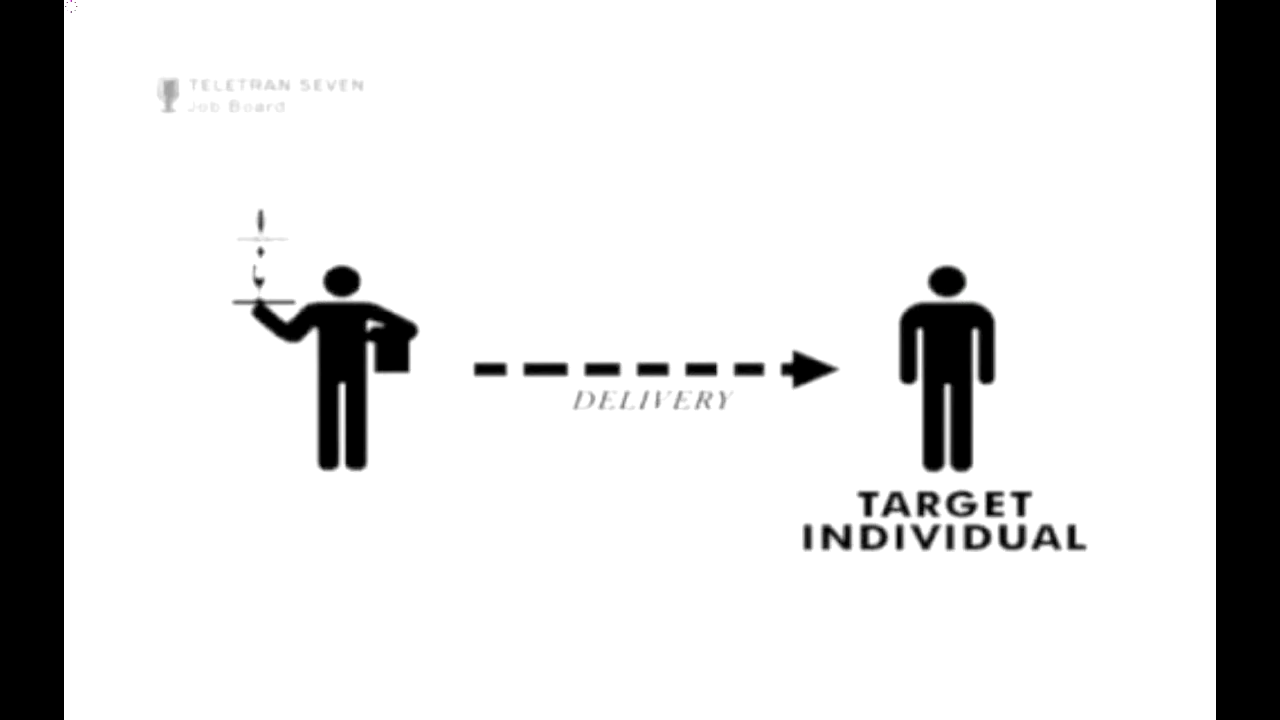 TELETRAN SEVEN
Job Board
DELIVERY
TARGET
INDIVIDUAL